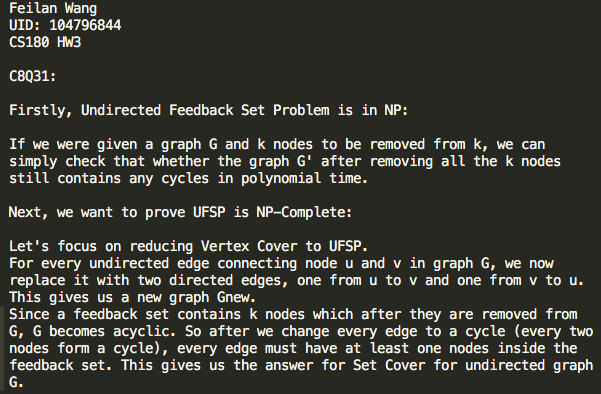 Feilan Wang
UID: 104796844
CS180 HW3
C8Q31:
Firstly, Undirected Feedback Set Problem is in NP:
If we were given a graph G and k nodes to be removed from k, we can
simply check that whether the graph G' after removing all the k nodes
still contains any cycles in polynomial time.
Next, we want to prove UFSP is NP-Complete:
Let's focus on reducing Vertex Cover to UFSP.
For every undirected edge connecting node u and v in graph G, we now
replace it with two directed edges, one from u to v and one from v to u.
This gives us a new graph Gnew.
Since a feedback set contains k nodes which after they are removed from
G, G becomes acyclic. So after we change every edge to a cycle (every two
nodes form a cycle), every edge must have at least one nodes inside the
feedback set. This gives us the answer for Set Cover for undirected graph
G.